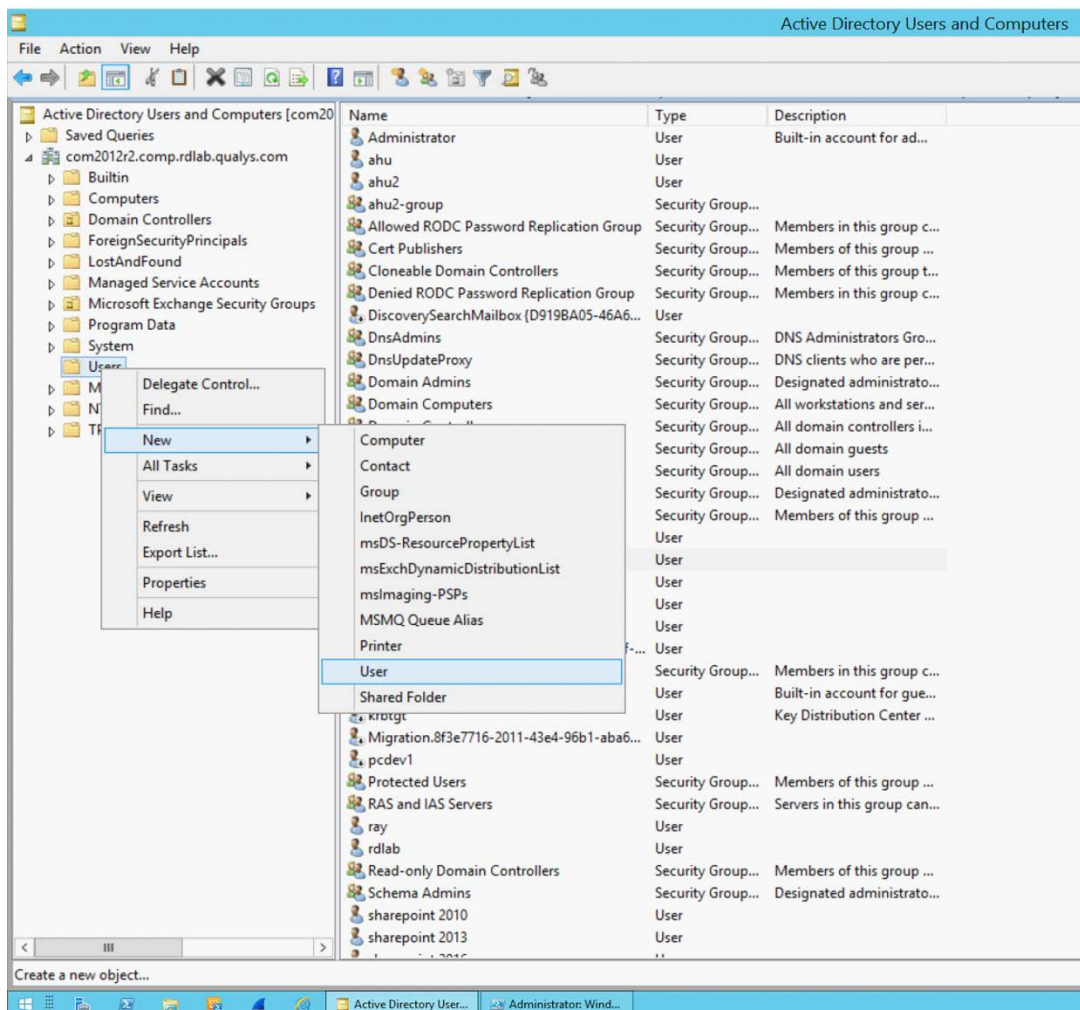 Active Directory Users and Computers
File Action View Help
Active Directory Users and Computers [com20
Saved Queries
com2012r2.comp.rdlab.qualys.com
Builtin
Computers
Domain Controllers
ForeignSecurityPrincipals
LostAndFound
Managed Service Accounts
Microsoft Exchange Security Groups
Program Data
System
Users
M
N
Delegate Control...
Find...
New
All Tasks
View
Refresh
Export List...
Properties
Help
Computer
Contact
Group
InetOrgPerson
msDS-ResourcePropertyList
msExchDynamicDistributionList
msImaging-PSPs
MSMQ Queue Alias
Printer
User
Shared Folder
Name Type Description
Administrator User Built-in account for ad...
ahu User
ahu2 User
ahu2-group Security Group...
Allowed RODC Password Replication Group Security Group... Members in this group c...
Cert Publishers Security Group... Members of this group ...
Cloneable Domain Controllers Security Group... Members of this group t...
Denied RODC Password Replication Group Security Group... Members in this group c...
DiscoverySearchMailbox {D919BA05-46A6... User
DnsAdmins Security Group... DNS Administrators Gro...
DnsUpdateProxy Security Group... DNS clients who are per...
Domain Admins Security Group... Designated administrato...
Domain Computers Security Group... All workstations and ser...
Security Group... All domain controllers i...
Security Group... All domain guests
Security Group... All domain users
Security Group... Designated administrato...
Security Group... Members of this group ...
User
User
User
User
User
f-... User
Security Group... Members in this group c...
User Built-in account for gue...
krbtgt User Key Distribution Center ...
Migration.8f3e7716-2011-43e4-96b1-aba6... User
pcdev1 User
Protected Users Security Group... Members of this group ...
RAS and IAS Servers Security Group... Servers in this group can...
ray User
rdlab User
Read-only Domain Controllers Security Group... Members of this group ...
Schema Admins Security Group... Designated administrato...
sharepoint 2010 User
sharepoint 2013 User
Create a new object...
Active Directory User... Administrator: Wind...